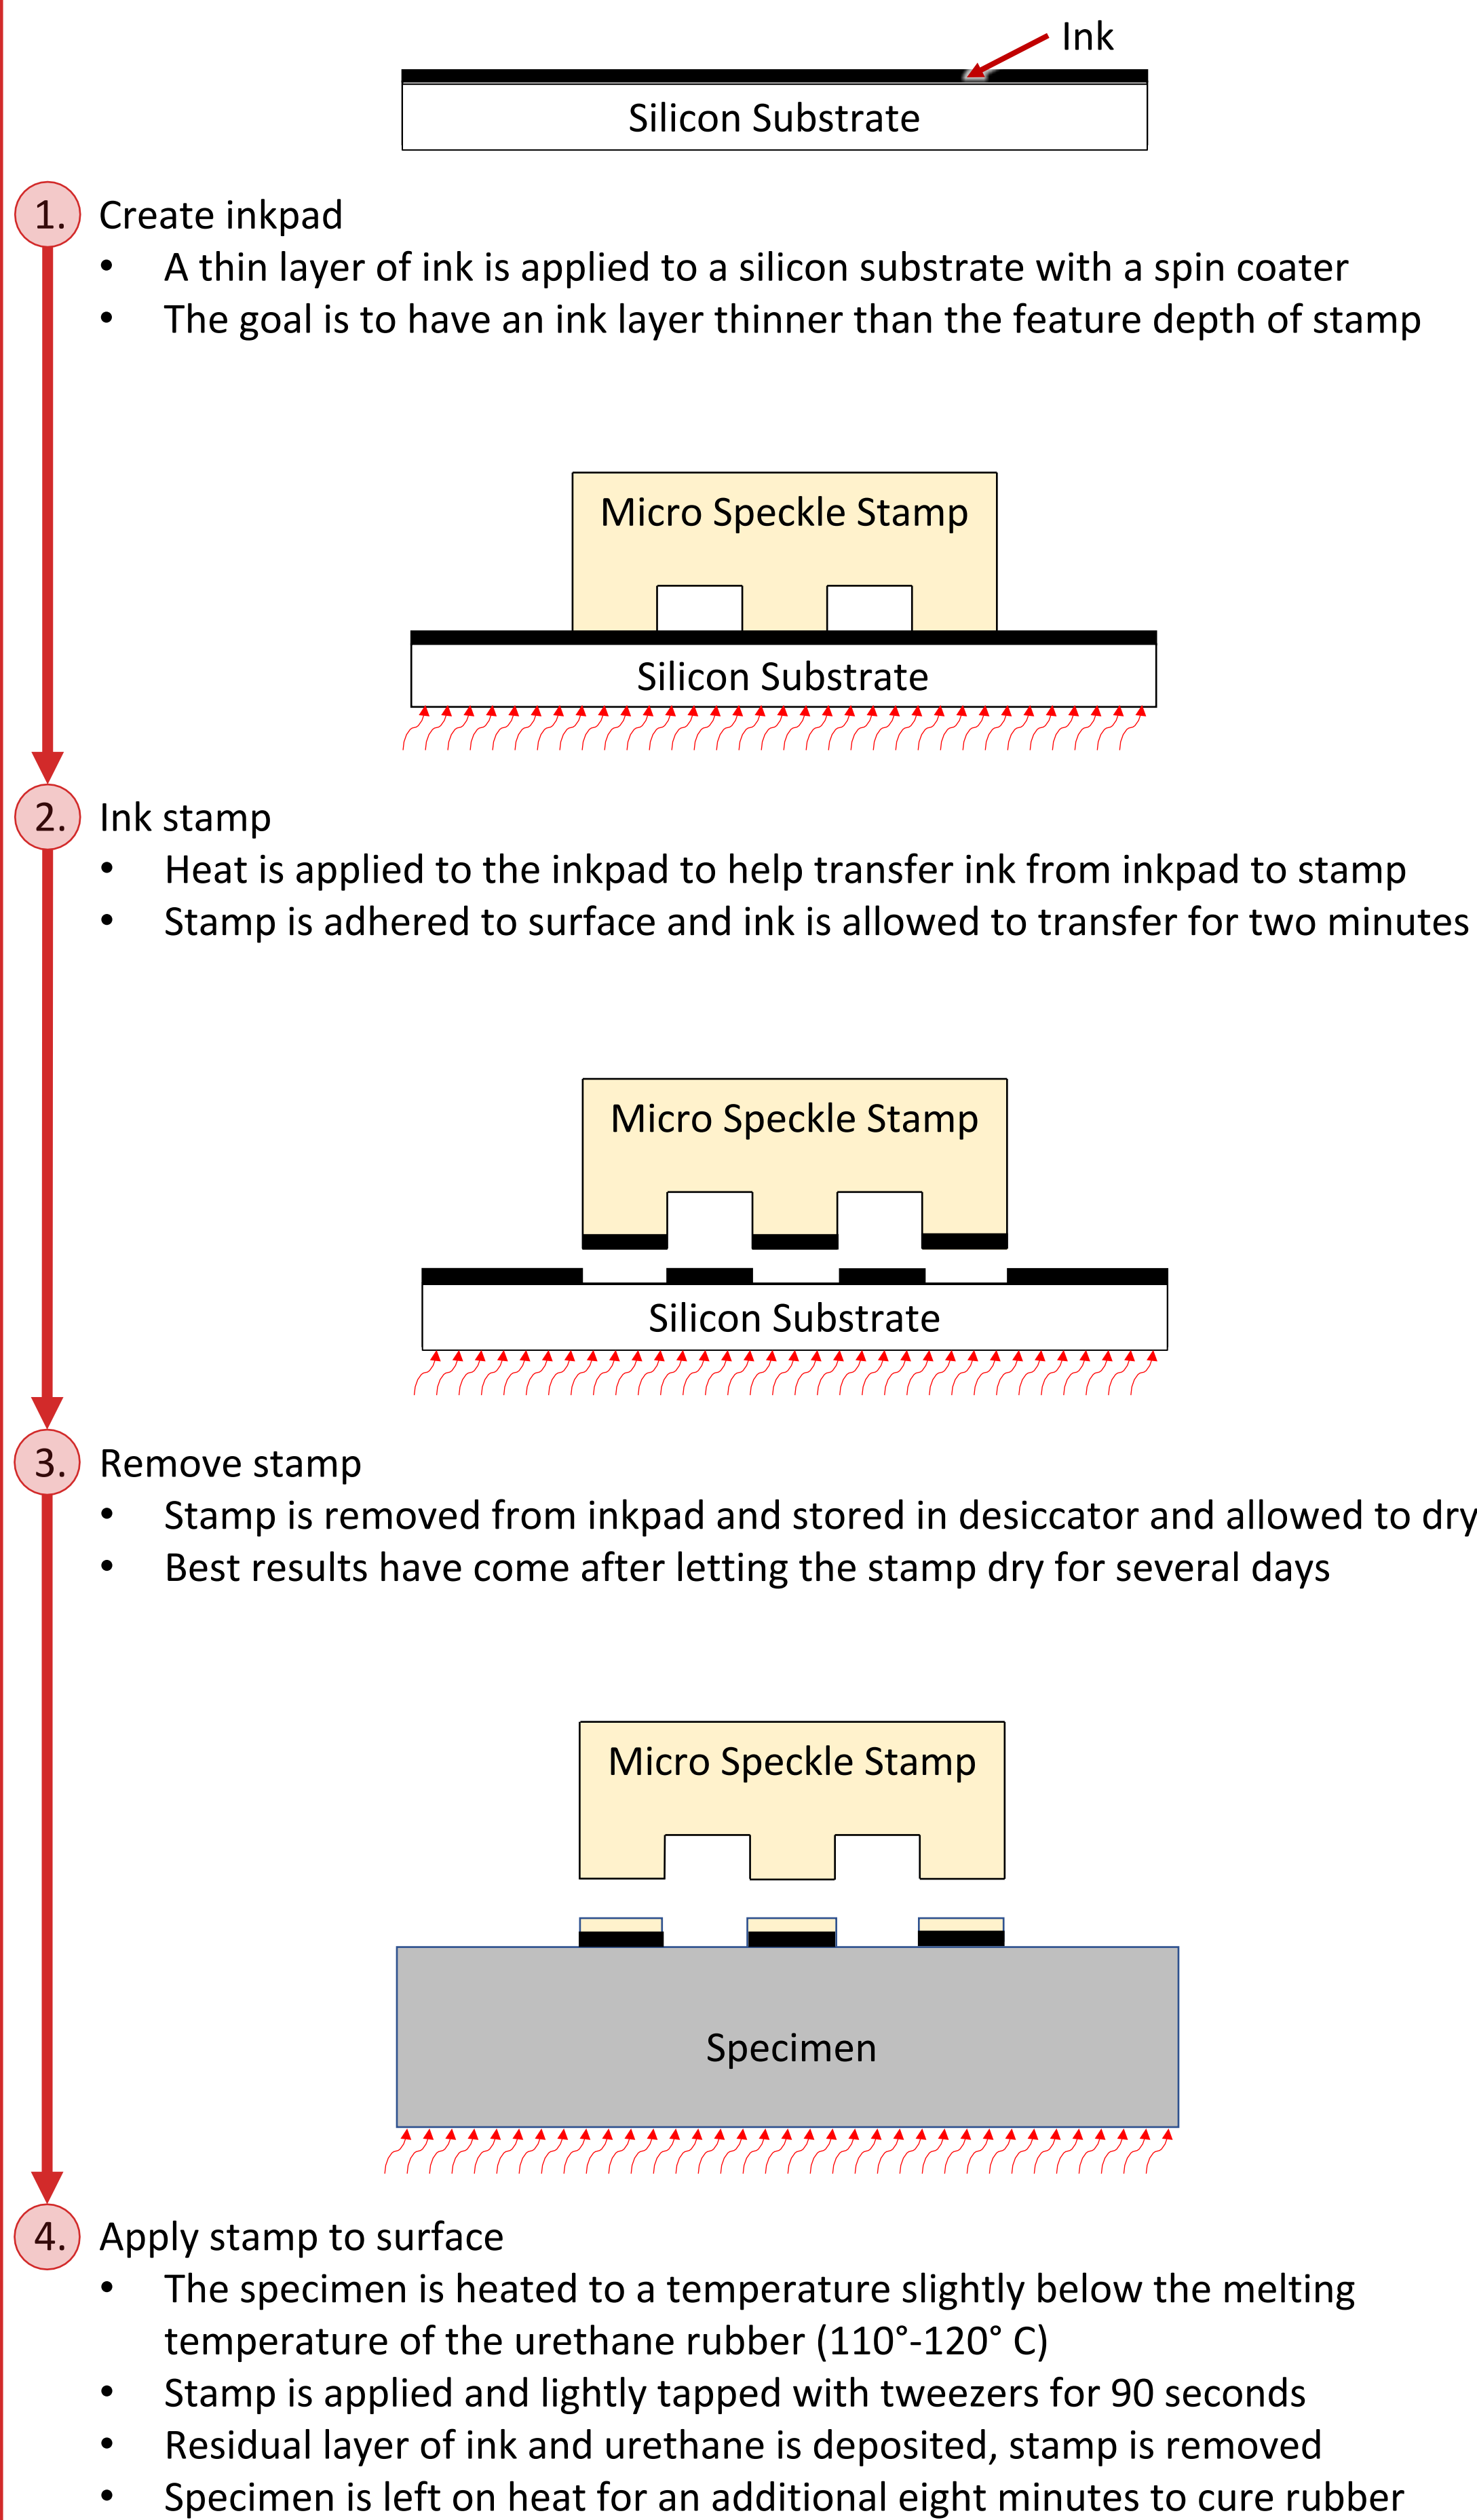 Ink
Silicon Substrate
1. Create inkpad
• A thin layer of ink is applied to a silicon substrate with a spin coater
• The goal is to have an ink layer thinner than the feature depth of stamp
Micro Speckle Stamp
Silicon Substrate
2. Ink stamp
• Heat is applied to the inkpad to help transfer ink from inkpad to stamp
• Stamp is adhered to surface and ink is allowed to transfer for two minutes
Micro Speckle Stamp
Silicon Substrate
3. Remove stamp
• Stamp is removed from inkpad and stored in desiccator and allowed to dry
• Best results have come after letting the stamp dry for several days
Micro Speckle Stamp
Specimen
4. Apply stamp to surface
• The specimen is heated to a temperature slightly below the melting
temperature of the urethane rubber (110°-120° C)
• Stamp is applied and lightly tapped with tweezers for 90 seconds
• Residual layer of ink and urethane is deposited, stamp is removed
• Specimen is left on heat for an additional eight minutes to cure rubber